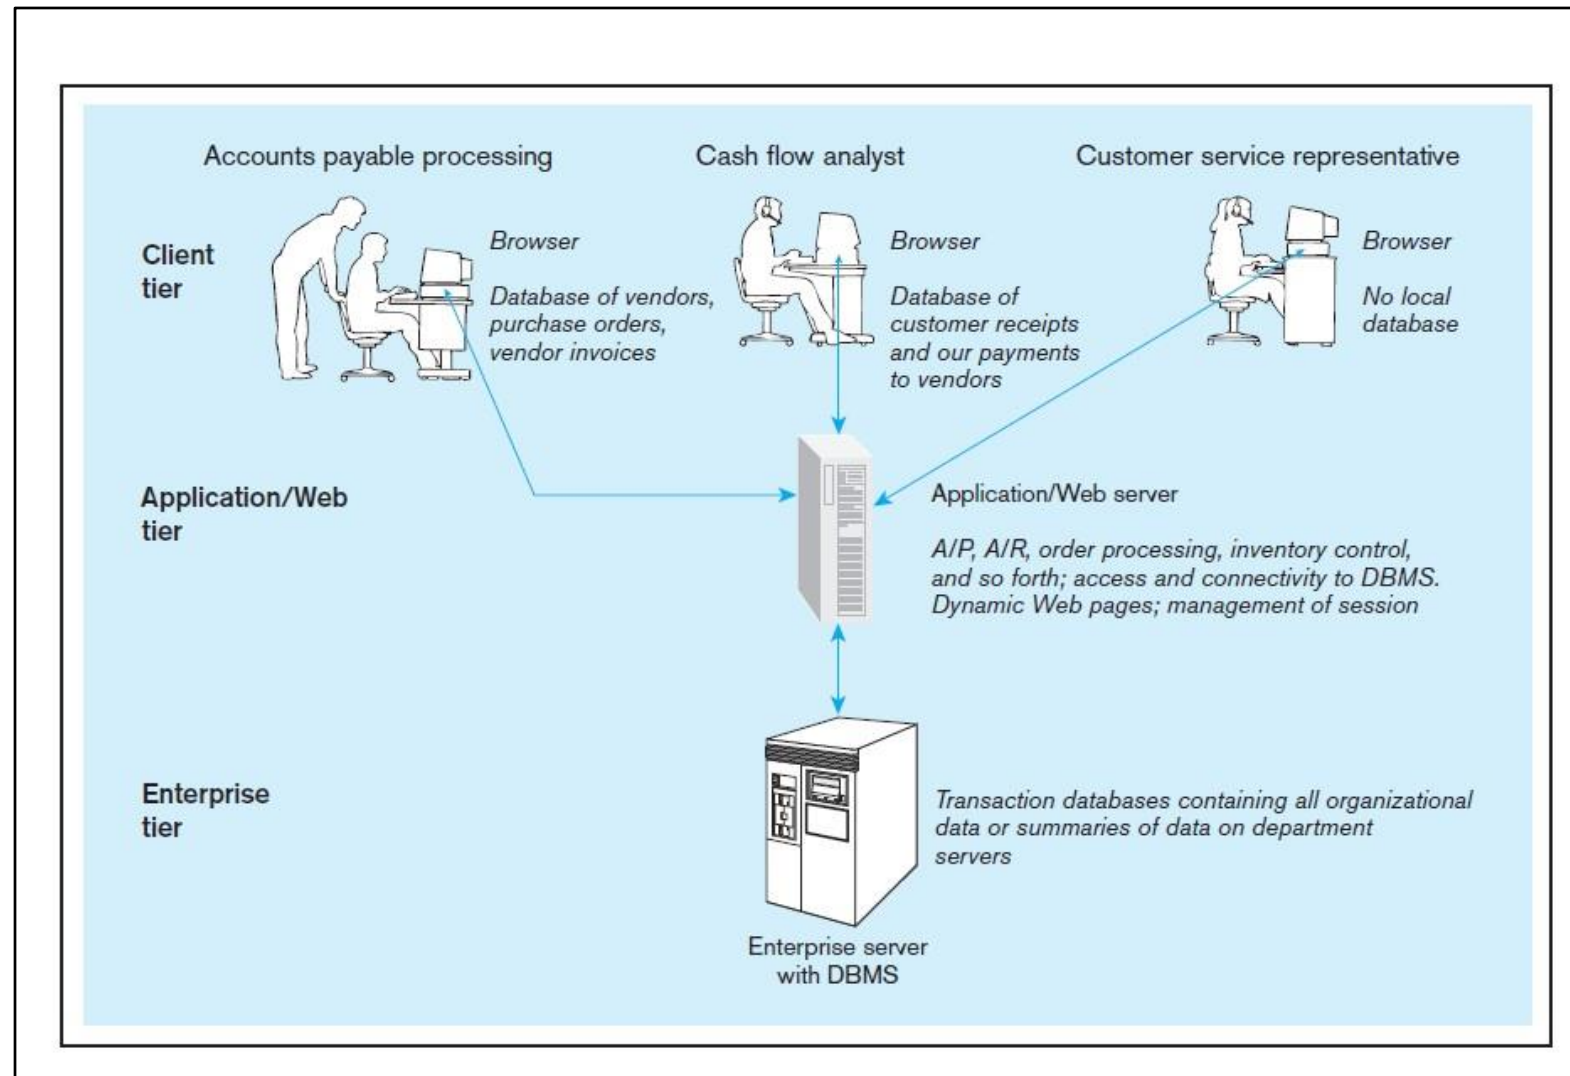 Accounts payable processing
Cash flow analyst
Customer service representative
Client
tier
Browser
Database of vendors,
purchase orders,
vendor invoices
Browser
Database of
customer receipts
and our payments
to vendors
Browser
No local
database
Application/Web
tier
Application/Web server
A/P, A/R, order processing, inventory control,
and so forth; access and connectivity to DBMS.
Dynamic Web pages; management of session
Enterprise
tier
Transaction databases containing all organizational
data or summaries of data on department
servers
Enterprise server
with DBMS